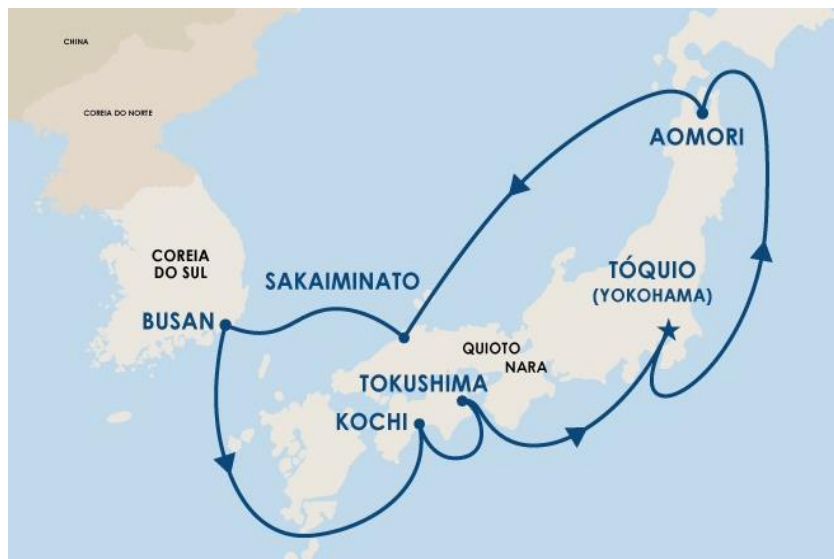 CHINA
COREIA DO NORTE
AOMORI
COREIA
DO SUL
SAKAIMINATO
TÓQUIO
(YOKOHAMA)
BUSAN
QUIOTO
NARA
TOKUSHIMA
KOCHI